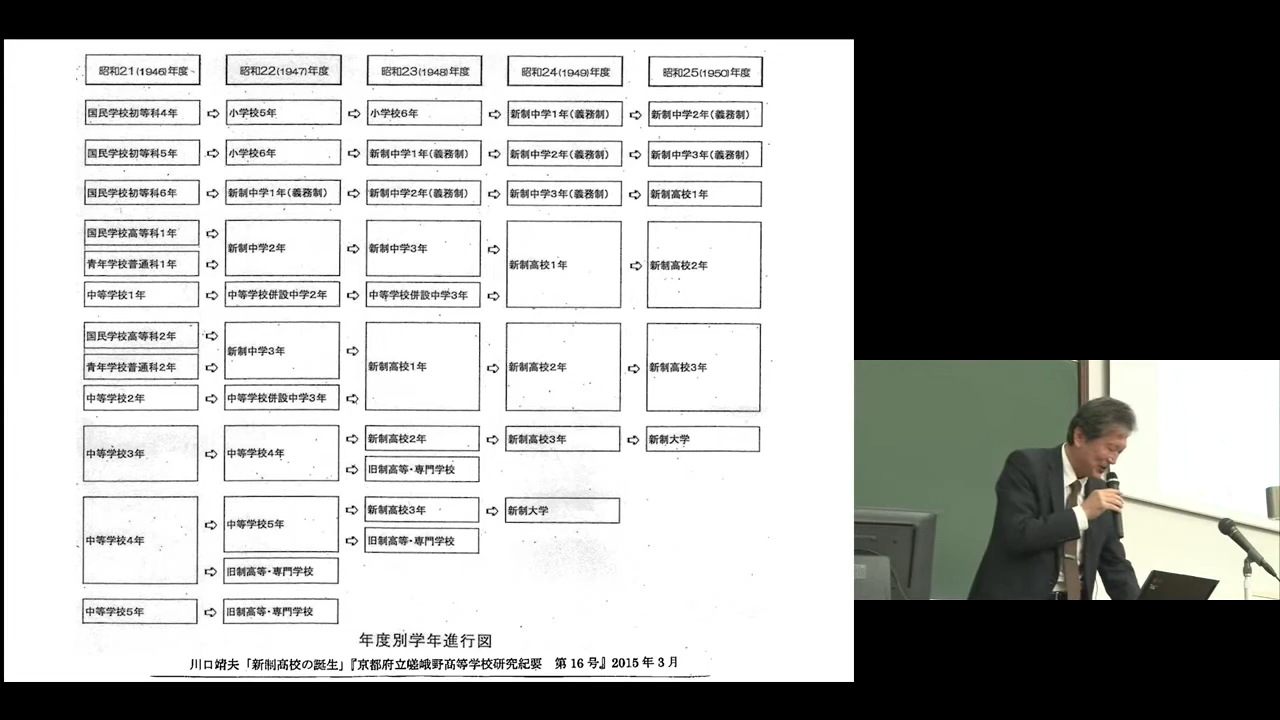 昭和21(1946)年度 昭和22(1947)年度 昭和23(1948)年度 昭和24(1949)年度 昭和25(1950)年度
国民学校初等科4年 ⇨ 小学校5年 ⇨ 小学校6年 ⇨ 新制中学1年(義務制) ⇨ 新制中学2年(義務制)
国民学校初等科5年 ⇨ 小学校6年 ⇨ 新制中学1年(義務制) ⇨ 新制中学2年(義務制) ⇨ 新制中学3年(義務制)
国民学校初等科6年 ⇨ 新制中学1年(義務制) ⇨ 新制中学2年(義務制) ⇨ 新制中学3年(義務制) ⇨ 新制高校1年
国民学校高等科1年 ⇨
新制中学2年 ⇨ 新制中学3年 ⇨
青年学校普通科1年 ⇨
新制高校1年 ⇨ 新制高校2年
中等学校1年 ⇨ 中等学校併設中学2年 ⇨ 中等学校併設中学3年 ⇨
国民学校高等科2年 ⇨
新制中学3年 ⇨
青年学校普通科2年 ⇨
新制高校1年 ⇨ 新制高校2年 ⇨ 新制高校3年
中等学校2年 ⇨ 中等学校併設中学3年 ⇨
⇨ 新制高校2年 ⇨ 新制高校3年 ⇨ 新制大学
中等学校3年 ⇨ 中等学校4年
⇨ 旧制高等・専門学校
⇨ 新制高校3年 ⇨ 新制大学
⇨ 中等学校5年
中等学校4年
⇨ 旧制高等・専門学校
⇨ 旧制高等・専門学校
中等学校5年 ⇨ 旧制高等・専門学校
年度別学年進行図
川口靖夫「新制高校の誕生」『京都府立嵯峨野高等学校研究紀要 第16号』2015年3月